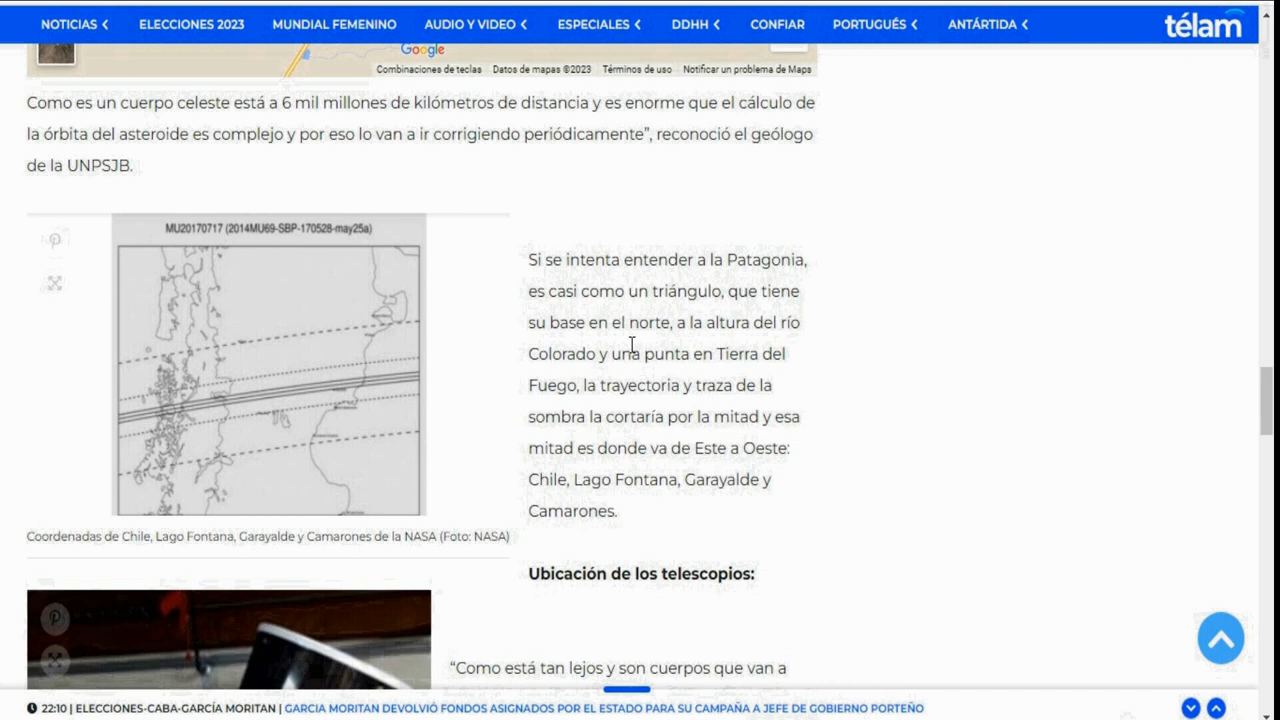 NOTICIAS
ELECCIONES 2023
MUNDIAL FEMENINO
AUDIO Y VIDEO
ESPECIALES
DDHH
CONFIAR
PORTUGUÉS
ANTÁRTIDA
télam
Google
Combinaciones de teclas
Datos de mapas ©2023
Términos de uso
Notificar un problema de Maps
Como es un cuerpo celeste está a 6 mil millones de kilómetros de distancia y es enorme que el cálculo de
la órbita del asteroide es complejo y por eso lo van a ir corrigiendo periódicamente”, reconoció el geólogo
de la UNPSJB.
MU20170717 (2014MU69-SBP-170528-may25a)
Coordenadas de Chile, Lago Fontana, Garayalde y Camarones de la NASA (Foto: NASA)
Si se intenta entender a la Patagonia,
es casi como un triángulo, que tiene
su base en el norte, a la altura del río
Colorado y una punta en Tierra del
Fuego, la trayectoria y traza de la
sombra la cortaría por la mitad y esa
mitad es donde va de Este a Oeste:
Chile, Lago Fontana, Garayalde y
Camarones.
Ubicación de los telescopios:
“Como está tan lejos y son cuerpos que van a
22:10 | ELECCIONES-CABA-GARCÍA MORITAN | GARCIA MORITAN DEVOLVIÓ FONDOS ASIGNADOS POR EL ESTADO PARA SU CAMPAÑA A JEFE DE GOBIERNO PORTEÑO